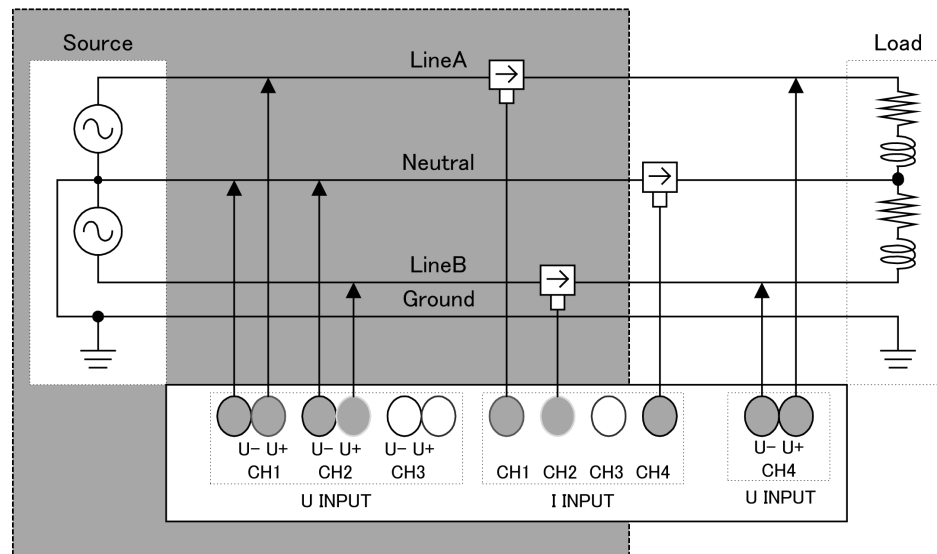 Source
Load
LineA
Neutral
LineB
Ground
U- U+
U- U+
U- U+
U- U+
CH1
CH2
CH3
CH1
CH2
CH3
CH4
CH4
U INPUT
I INPUT
U INPUT